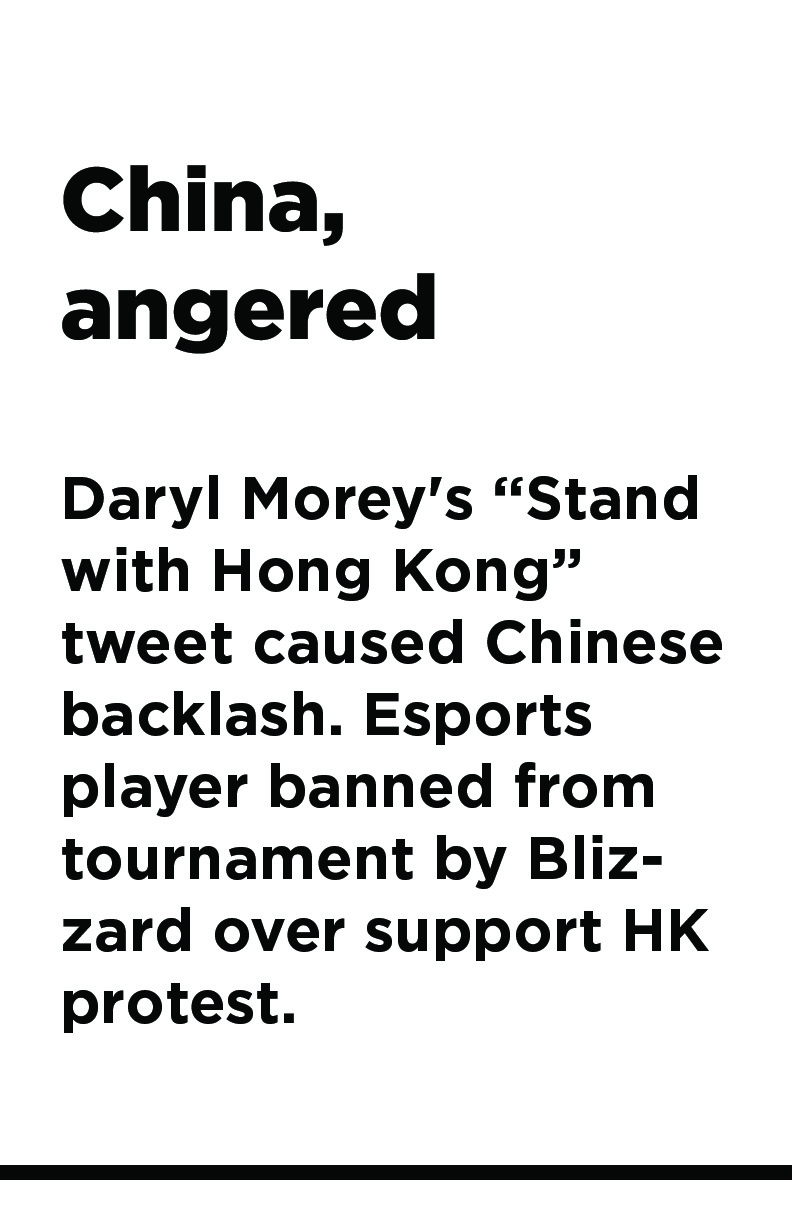 China,
angered
Daryl Morey's “Stand
with Hong Kong”
tweet caused Chinese
backlash. Esports
player banned from
tournament by Bliz-
zard over support HK
protest.